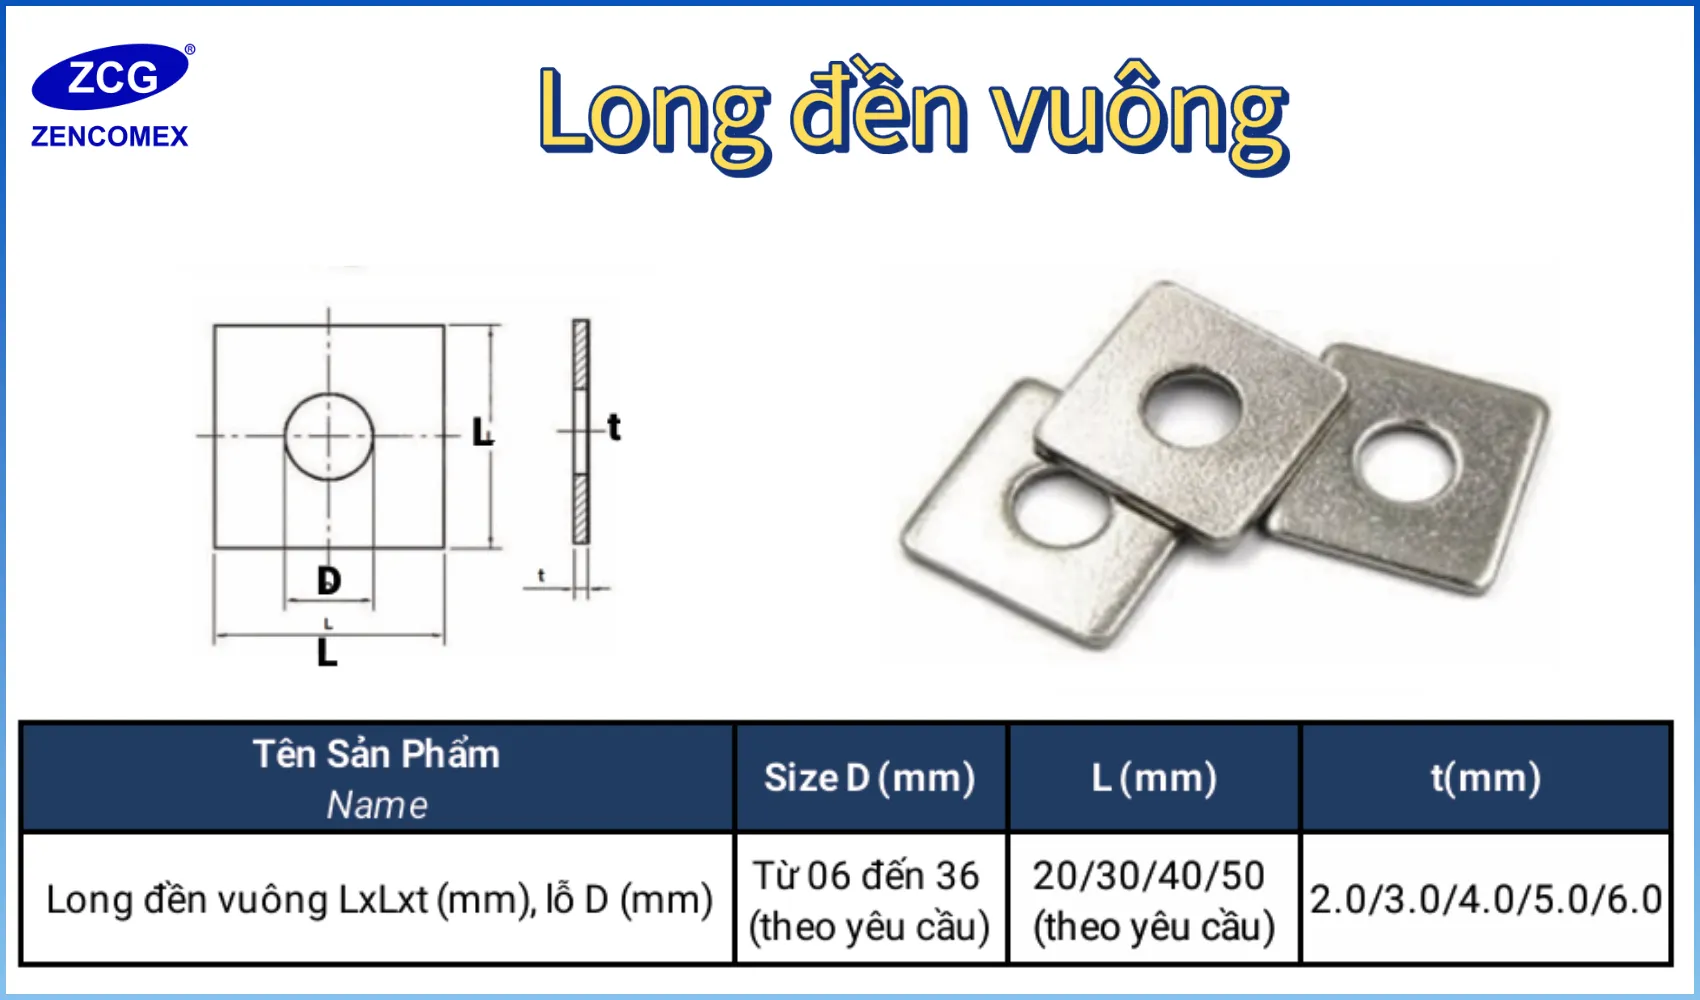 ZCG®
ZENCOMEX
Long đền vuông
L
t
D
t
L
L
Tên Sản Phẩm
Name
Size D (mm)
L (mm)
t(mm)
Long đền vuông LxLxt (mm), lỗ D (mm)
Từ 06 đến 36
(theo yêu cầu)
20/30/40/50
(theo yêu cầu)
2.0/3.0/4.0/5.0/6.0